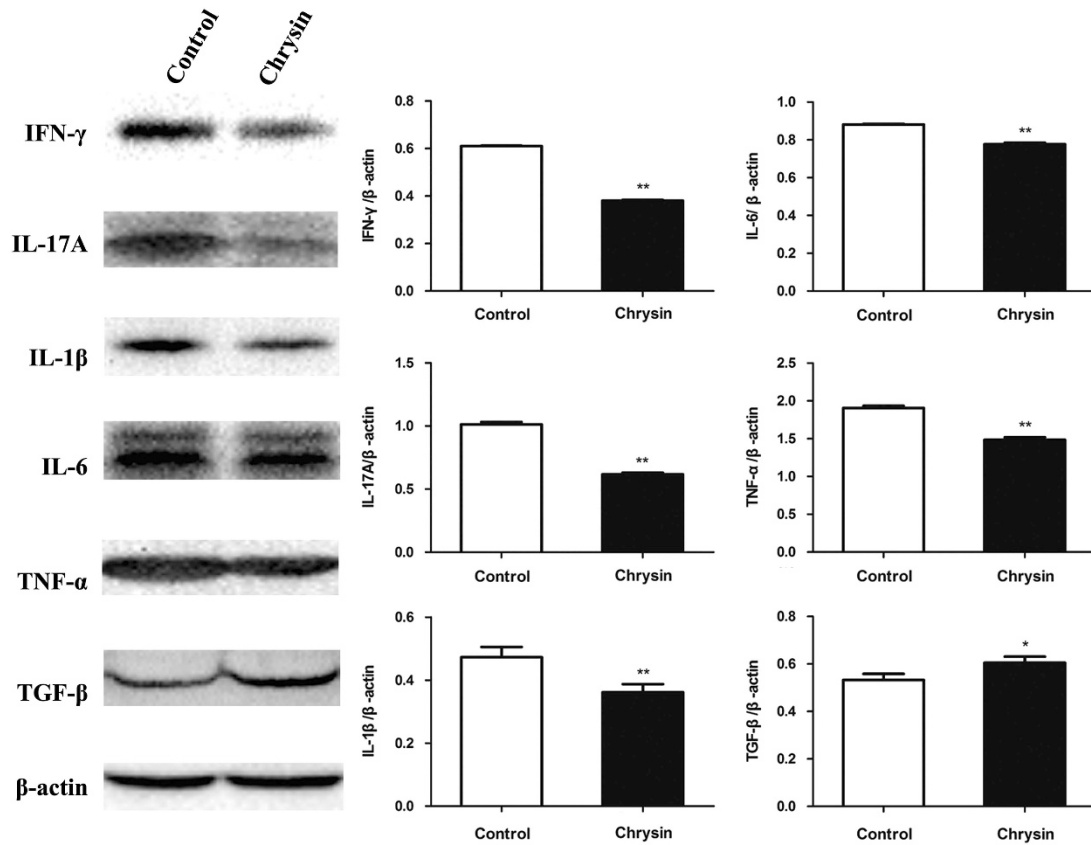 Control Chrysin
IFN-γ
IL-17A
IL-1β
IL-6
TNF-α
TGF-β
β-actin
IFN-γ /β -actin
0.8
0.6
0.4
0.2
0.0
**
Control Chrysin
IL-6/ β -actin
1.0
0.8
0.6
0.4
0.2
0.0
**
Control Chrysin
IL-17A/β -actin
1.5
1.0
0.5
0.0
**
Control Chrysin
TNF-α /β -actin
2.5
2.0
1.5
1.0
0.5
0.0
**
Control Chrysin
IL-1β /β -actin
0.6
0.4
0.2
0.0
**
Control Chrysin
TGF-β /β -actin
0.8
0.6
0.4
0.2
0.0
*
Control Chrysin